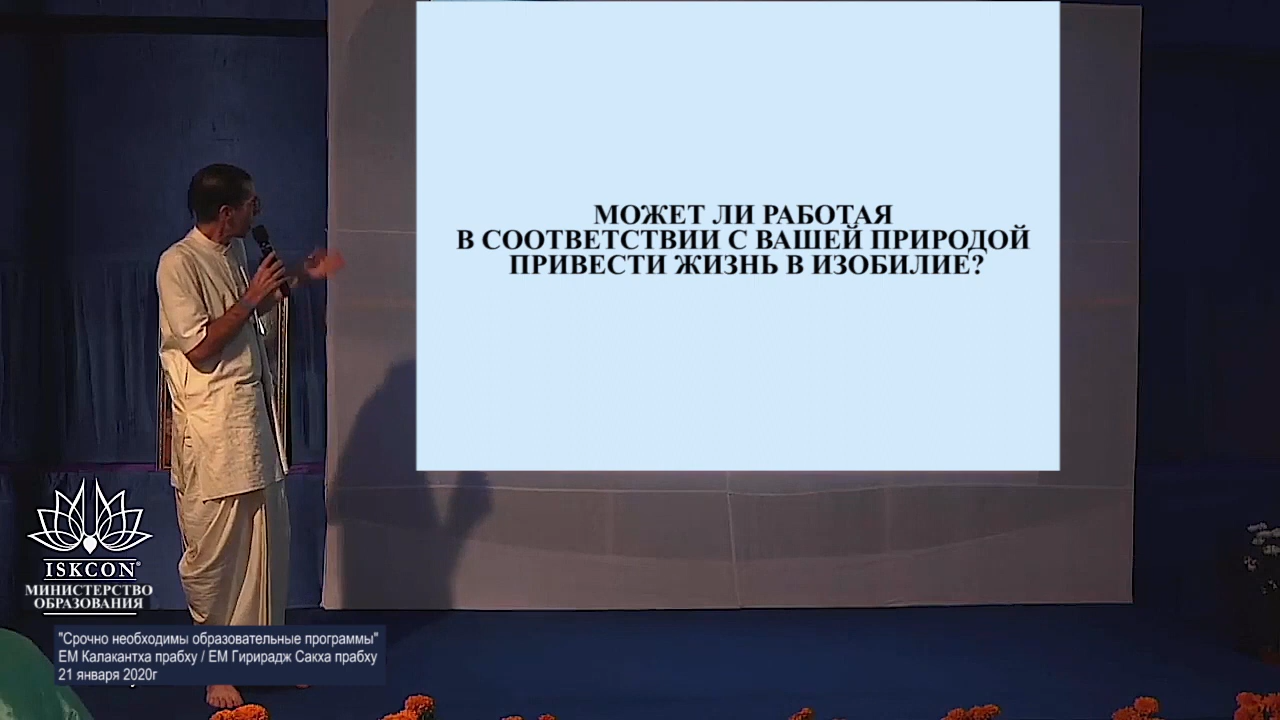 МОЖЕТ ЛИ РАБОТАЯ
В СООТВЕТСТВИИ С ВАШЕЙ ПРИРОДОЙ
ПРИВЕСТИ ЖИЗНЬ В ИЗОБИЛИЕ?
ISKCON®
МИНИСТЕРСТВО
ОБРАЗОВАНИЯ
"Срочно необходимы образовательные программы"
ЕМ Калакантха прабху / ЕМ Гирирадж Сакха прабху
21 января 2020г